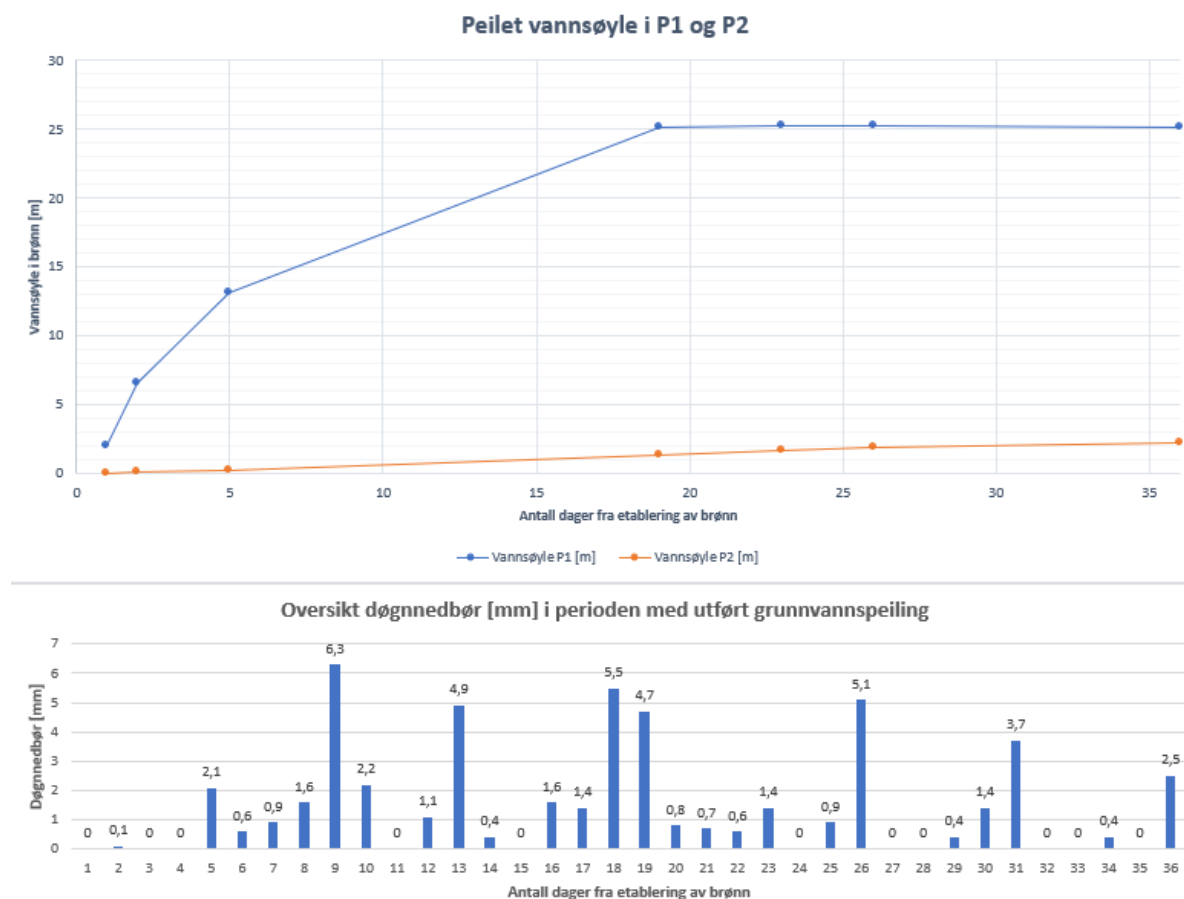 Peilet vannsøyle i P1 og P2
30
25
20
15
10
5
0
Vannsøyle i brønn [m]
0 5 10 15 20 25 30 35
Antall dager fra etablering av brønn
Vannsøyle P1 [m] Vannsøyle P2 [m]
Oversikt døgnnedbør [mm] i perioden med utført grunnvannspeiling
7
6
5
4
3
2
1
0
Døgnnedbør [mm]
0 0,1 0 0 2,1 0,6 0,9 1,6 6,3 2,2 0 1,1 4,9 0,4 0 1,6 1,4 5,5 4,7 0,8 0,7 0,6 1,4 0 0,9 5,1 0 0 0,4 1,4 3,7 0 0 0,4 0 2,5
1 2 3 4 5 6 7 8 9 10 11 12 13 14 15 16 17 18 19 20 21 22 23 24 25 26 27 28 29 30 31 32 33 34 35 36
Antall dager fra etablering av brønn